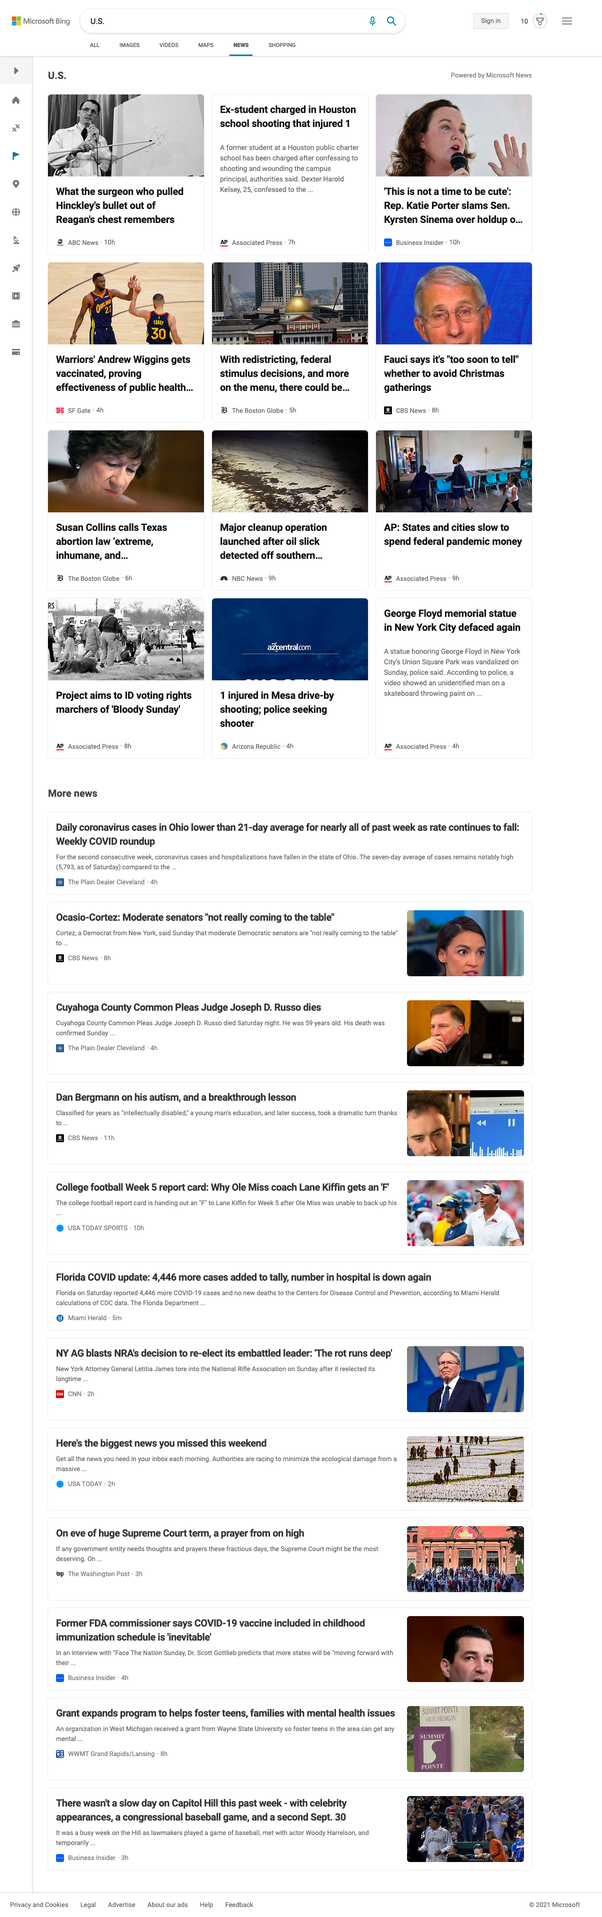 Microsoft Bing
U.S.
Sign in
10
ALL
IMAGES
VIDEOS
MAPS
NEWS
SHOPPING
U.S.
Powered by Microsoft News
What the surgeon who pulled
Hinckley's bullet out of
Reagan's chest remembers
ABC News · 10h
Ex-student charged in Houston
school shooting that injured 1
A former student at a Houston public charter
school has been charged after confessing to
shooting and wounding the campus
principal, authorities said. Dexter Harold
Kelsey, 25, confessed to the ...
AP
Associated Press · 7h
'This is not a time to be cute':
Rep. Katie Porter slams Sen.
Kyrsten Sinema over holdup o...
Business Insider · 10h
30
Warriors' Andrew Wiggins gets
vaccinated, proving
effectiveness of public health...
SF Gate · 4h
With redistricting, federal
stimulus decisions, and more
on the menu, there could be...
The Boston Globe · 5h
Fauci says it's "too soon to tell"
whether to avoid Christmas
gatherings
CBS News · 8h
Susan Collins calls Texas
abortion law 'extreme,
inhumane, and...
The Boston Globe · 6h
Major cleanup operation
launched after oil slick
detected off southern...
NBC News · 9h
AP: States and cities slow to
spend federal pandemic money
AP
Associated Press · 9h
Project aims to ID voting rights
marchers of 'Bloody Sunday'
AP
Associated Press · 8h
azcentral.com
1 injured in Mesa drive-by
shooting; police seeking
shooter
Arizona Republic · 4h
George Floyd memorial statue
in New York City defaced again
A statue honoring George Floyd in New York
City's Union Square Park was vandalized on
Sunday, police said. According to police, a
video showed an unidentified man on a
skateboard throwing paint on ...
AP
Associated Press · 4h
More news
Daily coronavirus cases in Ohio lower than 21-day average for nearly all of past week as rate continues to fall:
Weekly COVID roundup
For the second consecutive week, coronavirus cases and hospitalizations have fallen in the state of Ohio. The seven-day average of cases remains notably high
(5,793, as of Saturday) compared to the ...
The Plain Dealer Cleveland · 4h
Ocasio-Cortez: Moderate senators "not really coming to the table"
Cortez, a Democrat from New York, said Sunday that moderate Democratic senators are "not really coming to the table"
to ...
CBS News · 8h
Cuyahoga County Common Pleas Judge Joseph D. Russo dies
Cuyahoga County Common Pleas Judge Joseph D. Russo died Saturday night. He was 59 years old. His death was
confirmed Sunday ...
The Plain Dealer Cleveland · 4h
Dan Bergmann on his autism, and a breakthrough lesson
Classified for years as "intellectually disabled," a young man's education, and later success, took a dramatic turn thanks
to ...
CBS News · 11h
College football Week 5 report card: Why Ole Miss coach Lane Kiffin gets an 'F'
The college football report card is handing out an "F" to Lane Kiffin for Week 5 after Ole Miss was unable to back up his
...
USA TODAY SPORTS · 10h
Florida COVID update: 4,446 more cases added to tally, number in hospital is down again
Florida on Saturday reported 4,446 more COVID-19 cases and no new deaths to the Centers for Disease Control and Prevention, according to Miami Herald
calculations of CDC data. The Florida Department ...
Miami Herald · 5m
NY AG blasts NRA's decision to re-elect its embattled leader: 'The rot runs deep'
New York Attorney General Letitia James tore into the National Rifle Association on Sunday after it reelected its
longtime ...
CNN · 2h
Here's the biggest news you missed this weekend
Get all the news you need in your inbox each morning. Authorities are racing to minimize the ecological damage from a
massive ...
USA TODAY · 2h
On eve of huge Supreme Court term, a prayer from on high
If any government entity needs thoughts and prayers these fractious days, the Supreme Court might be the most
deserving. On ...
wp
The Washington Post · 3h
Former FDA commissioner says COVID-19 vaccine included in childhood
immunization schedule is 'inevitable'
In an interview with "Face The Nation Sunday, Dr. Scott Gottlieb predicts that more states will be "moving forward with
their ...
Business Insider · 4h
Grant expands program to helps foster teens, families with mental health issues
An organization in West Michigan received a grant from Wayne State University so foster teens in the area can get any
mental ...
WWMT Grand Rapids/Lansing · 8h
SUMMIT POINTE
SUMMIT
POINTE
There wasn't a slow day on Capitol Hill this past week - with celebrity
appearances, a congressional baseball game, and a second Sept. 30
It was a busy week on the Hill as lawmakers played a game of baseball, met with actor Woody Harrelson, and
temporarily ...
Business Insider · 3h
Privacy and Cookies
Legal
Advertise
About our ads
Help
Feedback
© 2021 Microsoft